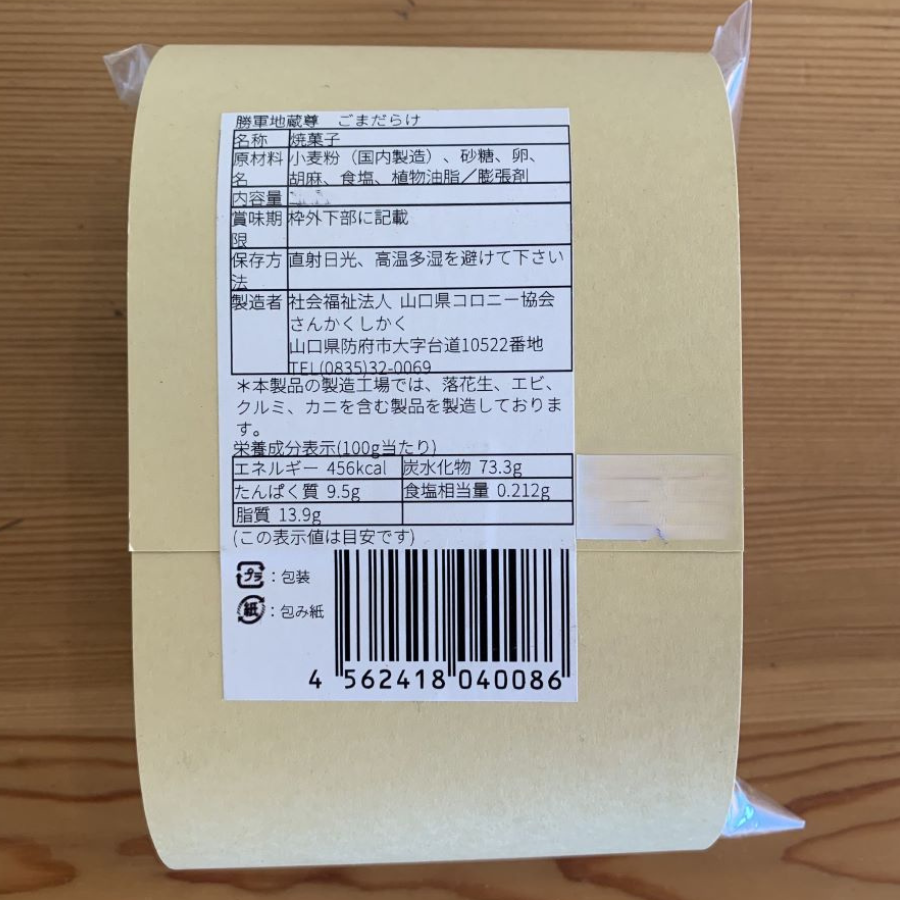 勝軍地蔵尊 ごまだらけ
名称 焼菓子
原材料名 小麦粉（国内製造）、砂糖、卵、
胡麻、食塩、植物油脂／膨張剤
内容量
賞味期限 枠外下部に記載
保存方法 直射日光、高温多湿を避けて下さい
製造者 社会福祉法人 山口県コロニー協会
さんかくしかく
山口県防府市大字台道10522番地
TEL(0835)32-0069
＊本製品の製造工場では、落花生、エビ、
クルミ、カニを含む製品を製造しておりま
す。
栄養成分表示(100g当たり)
エネルギー 456kcal 炭水化物 73.3g
たんぱく質 9.5g 食塩相当量 0.212g
脂質 13.9g
(この表示値は目安です)
プラ：包装
紙：包み紙
4 562418 040086